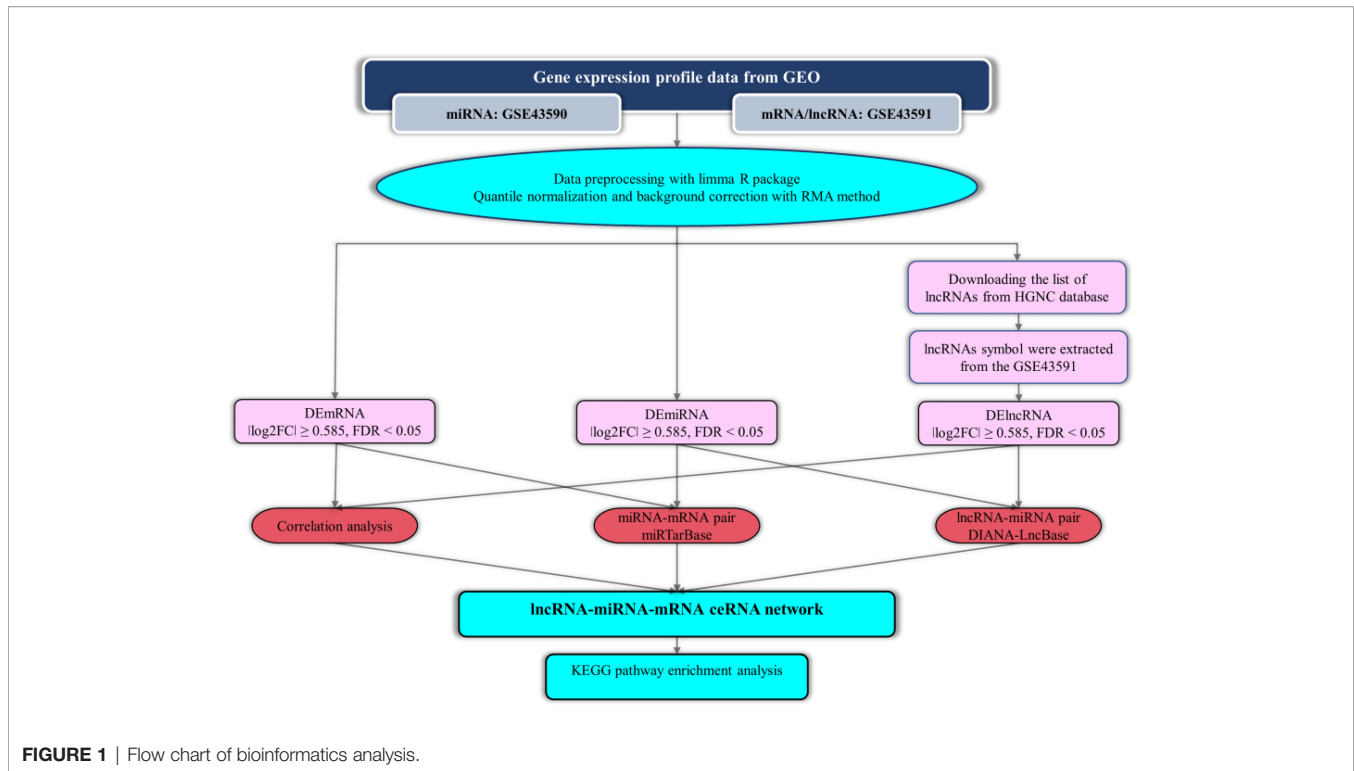 Gene expression profile data from GEO
miRNA: GSE43590
mRNA/lncRNA: GSE43591
Data preprocessing with limma R package
Quantile normalization and background correction with RMA method
Downloading the list of
lncRNAs from HGNC database
lncRNAs symbol were extracted
from the GSE43591
DEmRNA
|log2FC| ≥ 0.585, FDR < 0.05
DEmiRNA
|log2FC| ≥ 0.585, FDR < 0.05
DElncRNA
|log2FC| ≥ 0.585, FDR < 0.05
Correlation analysis
miRNA-mRNA pair
miRTarBase
lncRNA-miRNA pair
DIANA-LncBase
lncRNA-miRNA-mRNA ceRNA network
KEGG pathway enrichment analysis
FIGURE 1 | Flow chart of bioinformatics analysis.